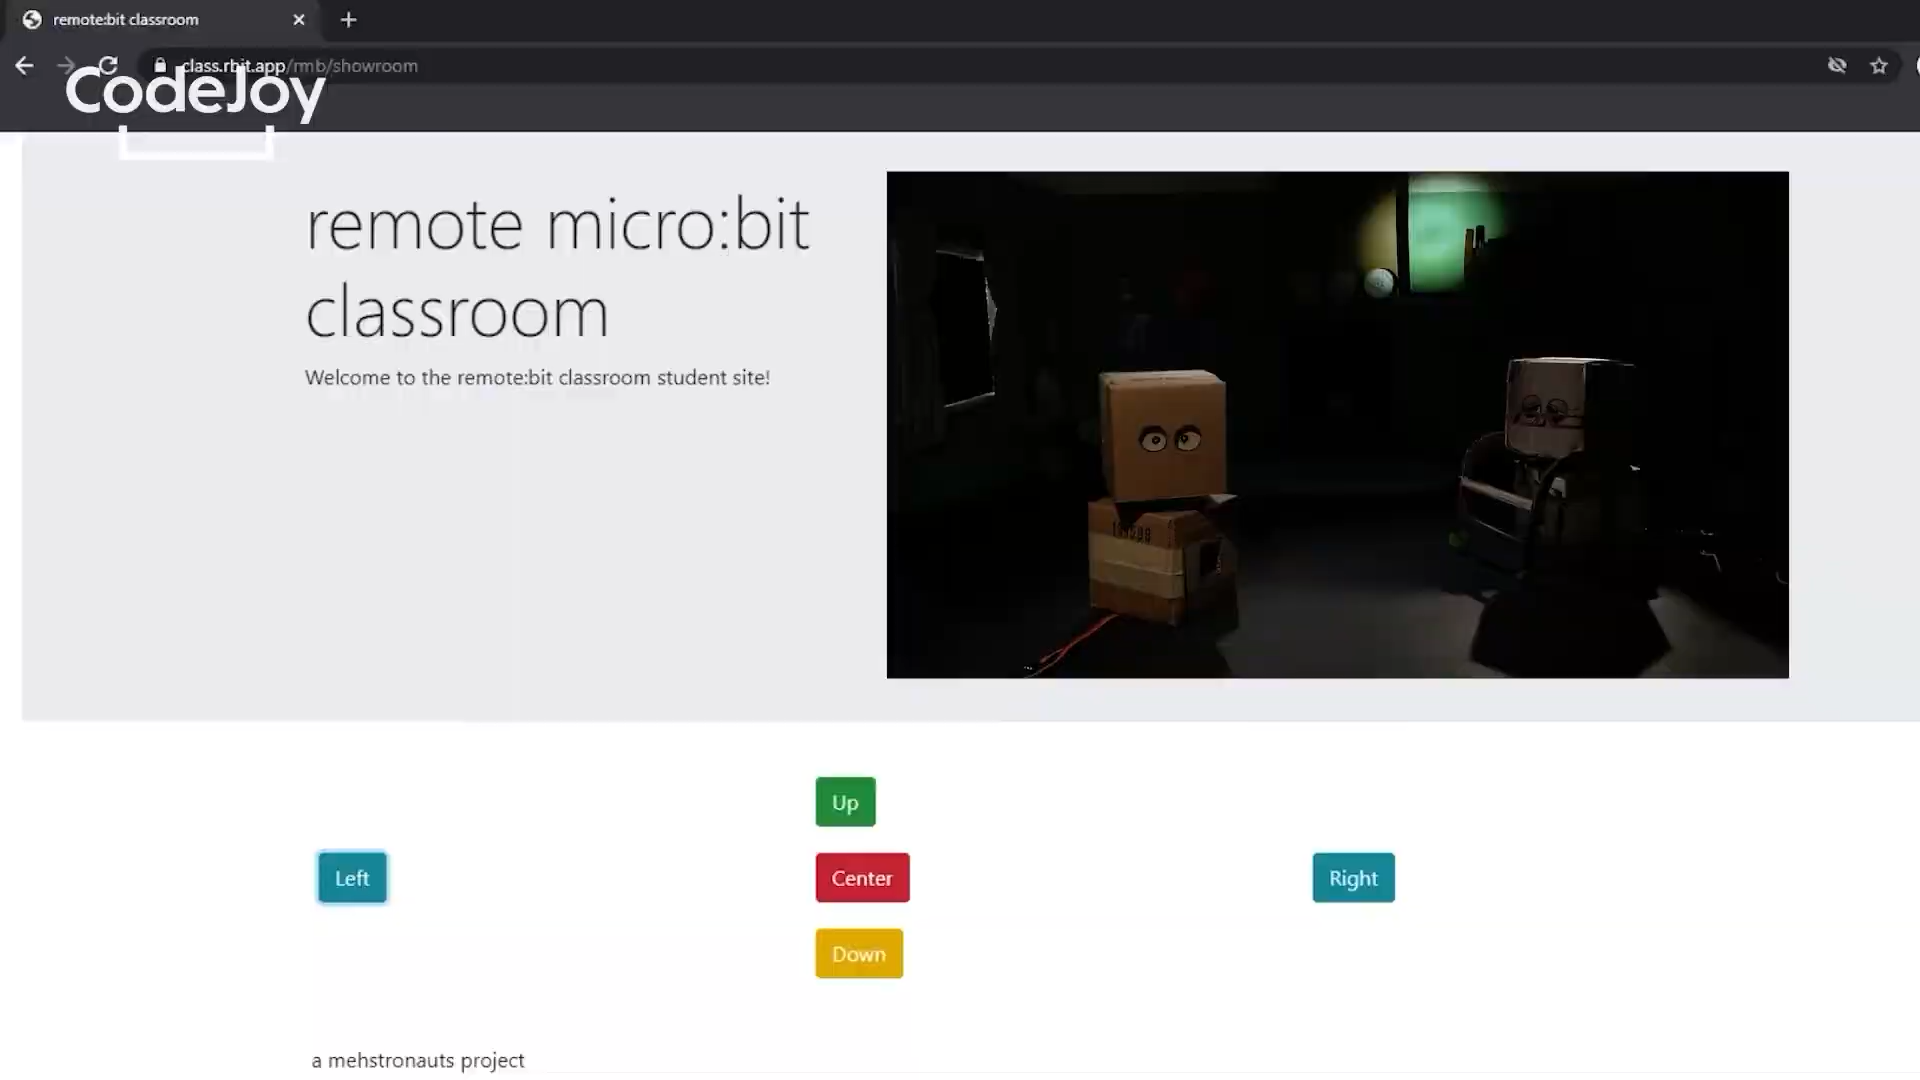 remote:bit classroom
class.rbit.app/rmb/showroom
CodeJoy
remote micro:bit
classroom
Welcome to the remote:bit classroom student site!
Up
Left
Center
Right
Down
a mehstronauts project